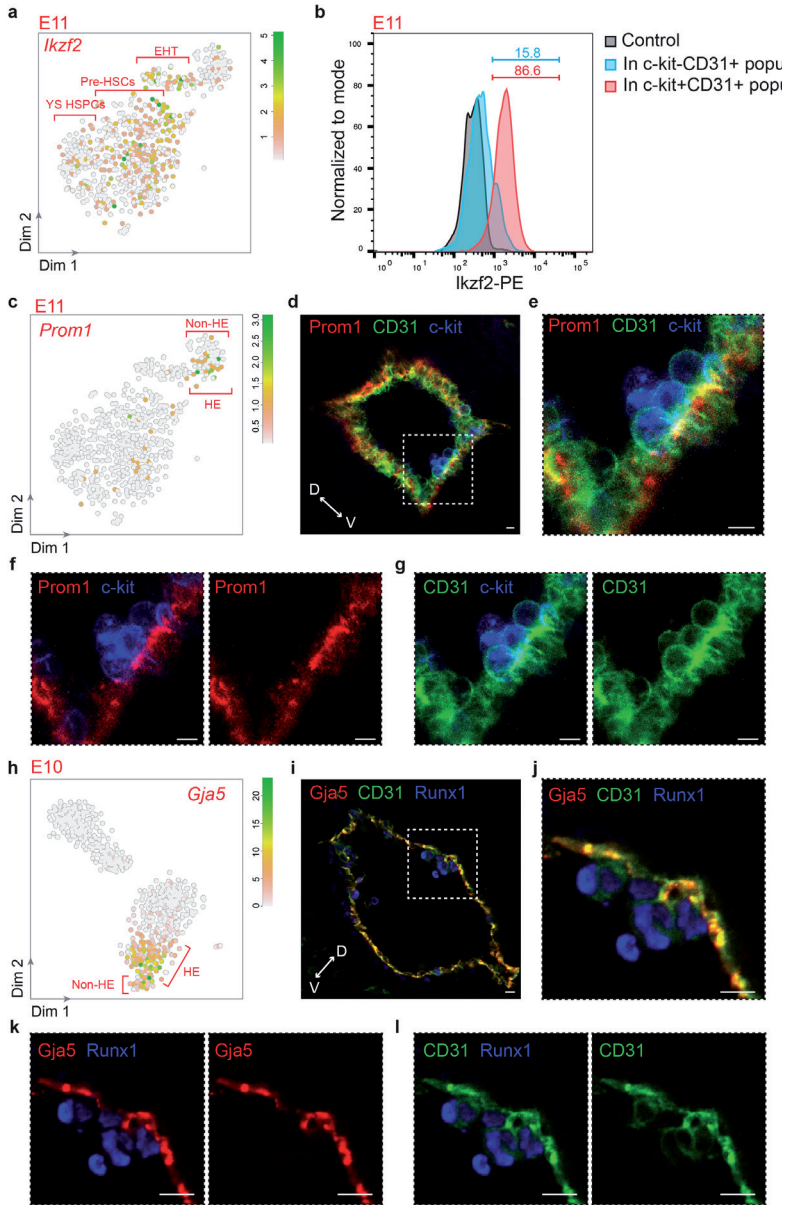 a
E11
Ikzf2
EHT
Pre-HSCs
YS HSPCs
5
4
3
2
1
Dim 2
Dim 1
b
E11
15.8
86.6
Control
In c-kit-CD31+ popu
In c-kit+CD31+ popu
Normalized to mode
100
80
60
40
20
0
10^0 10^1 10^2 10^3 10^4 10^5
Ikzf2-PE
c
E11
Prom1
Non-HE
HE
3.0
2.5
2.0
1.5
1.0
0.5
Dim 2
Dim 1
d
Prom1 CD31 c-kit
D
V
e
Prom1 CD31 c-kit
f
Prom1 c-kit
Prom1
g
CD31 c-kit
CD31
h
E10
Gja5
20
15
10
5
0
HE
Non-HE
Dim 2
Dim 1
i
Gja5 CD31 Runx1
D
V
j
Gja5 CD31 Runx1
k
Gja5 Runx1
Gja5
l
CD31 Runx1
CD31